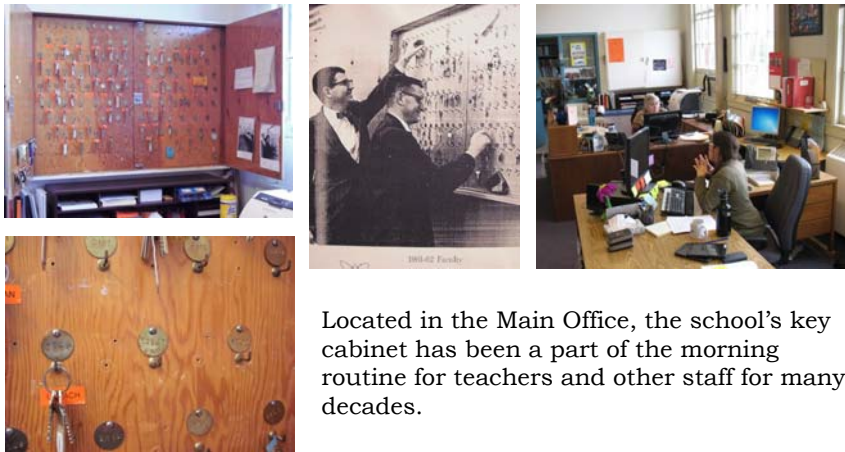 1961-62 Faculty
Located in the Main Office, the school's key
cabinet has been a part of the morning
routine for teachers and other staff for many
decades.